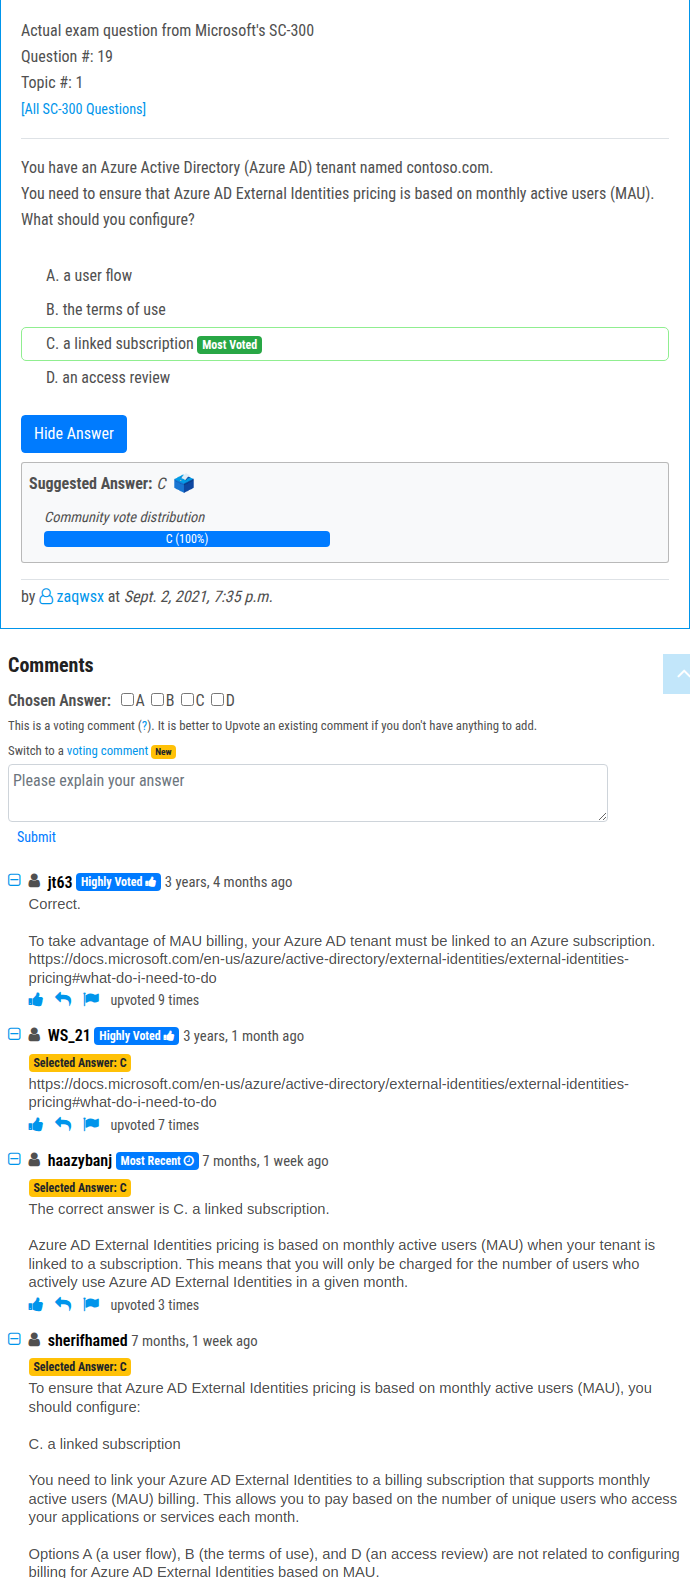 Actual exam question from Microsoft's SC-300
Question #: 19
Topic #: 1
[All SC-300 Questions]
You have an Azure Active Directory (Azure AD) tenant named contoso.com.
You need to ensure that Azure AD External Identities pricing is based on monthly active users (MAU).
What should you configure?
A. a user flow
B. the terms of use
C. a linked subscription Most Voted
D. an access review
Hide Answer
Suggested Answer: C
Community vote distribution
C (100%)
by zaqwsx at Sept. 2, 2021, 7:35 p.m.
Comments
Chosen Answer: A B C D
This is a voting comment (?). It is better to Upvote an existing comment if you don't have anything to add.
Switch to a voting comment New
Please explain your answer
Submit
jt63 Highly Voted 3 years, 4 months ago
Correct.
To take advantage of MAU billing, your Azure AD tenant must be linked to an Azure subscription.
https://docs.microsoft.com/en-us/azure/active-directory/external-identities/external-identities-
pricing#what-do-i-need-to-do
upvoted 9 times
WS_21 Highly Voted 3 years, 1 month ago
Selected Answer: C
https://docs.microsoft.com/en-us/azure/active-directory/external-identities/external-identities-
pricing#what-do-i-need-to-do
upvoted 7 times
haazybanj Most Recent 7 months, 1 week ago
Selected Answer: C
The correct answer is C. a linked subscription.
Azure AD External Identities pricing is based on monthly active users (MAU) when your tenant is
linked to a subscription. This means that you will only be charged for the number of users who
actively use Azure AD External Identities in a given month.
upvoted 3 times
sherifhamed 7 months, 1 week ago
Selected Answer: C
To ensure that Azure AD External Identities pricing is based on monthly active users (MAU), you
should configure:
C. a linked subscription
You need to link your Azure AD External Identities to a billing subscription that supports monthly
active users (MAU) billing. This allows you to pay based on the number of unique users who access
your applications or services each month.
Options A (a user flow), B (the terms of use), and D (an access review) are not related to configuring
billing for Azure AD External Identities based on MAU.